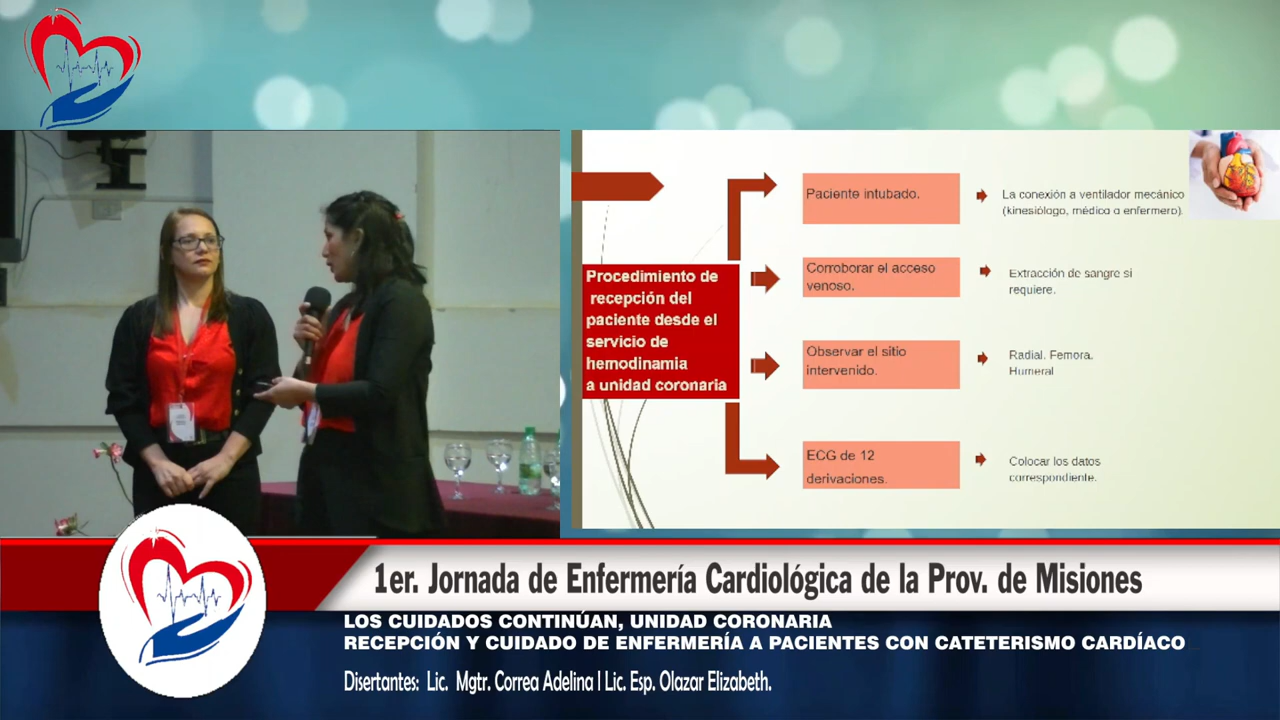 Procedimiento de
recepción del
paciente desde el
servicio de
hemodinamia
a unidad coronaria
Paciente intubado.
La conexión a ventilador mecánico
(kinesiólogo, médico o enfermero).
Corroborar el acceso
venoso.
Extracción de sangre si
requiere.
Observar el sitio
intervenido.
Radial. Femora.
Humeral
ECG de 12
derivaciones.
Colocar los datos
correspondiente.
1er. Jornada de Enfermería Cardiológica de la Prov. de Misiones
LOS CUIDADOS CONTINÚAN, UNIDAD CORONARIA
RECEPCIÓN Y CUIDADO DE ENFERMERÍA A PACIENTES CON CATETERISMO CARDÍACO
Disertantes: Lic. Mgtr. Correa Adelina | Lic. Esp. Olazar Elizabeth.